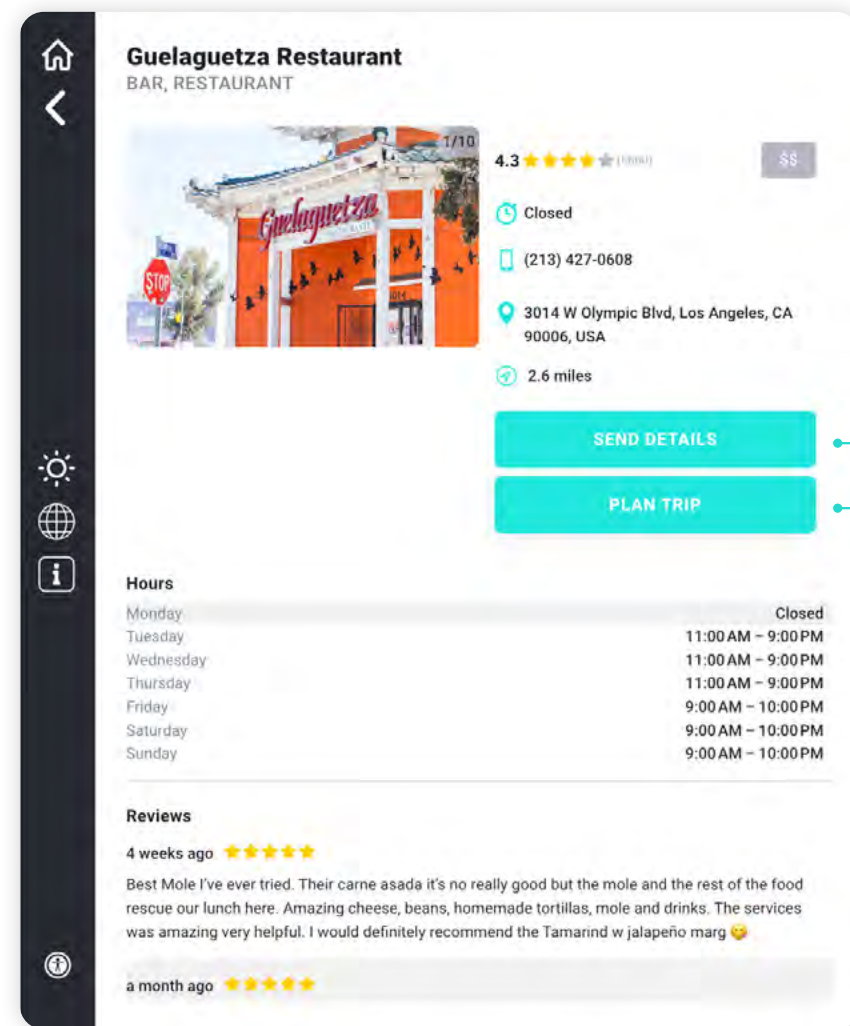 Guelaguetza Restaurant
BAR, RESTAURANT
1/10
Guelaguetza
STOP
4.3
$$
Closed
(213) 427-0608
3014 W Olympic Blvd, Los Angeles, CA
90006, USA
2.6 miles
SEND DETAILS
PLAN TRIP
Hours
Monday Closed
Tuesday 11:00 AM – 9:00 PM
Wednesday 11:00 AM – 9:00 PM
Thursday 11:00 AM – 9:00 PM
Friday 9:00 AM – 10:00 PM
Saturday 9:00 AM – 10:00 PM
Sunday 9:00 AM – 10:00 PM
Reviews
4 weeks ago
Best Mole I've ever tried. Their carne asada it's no really good but the mole and the rest of the food
rescue our lunch here. Amazing cheese, beans, homemade tortillas, mole and drinks. The services
was amazing very helpful. I would definitely recommend the Tamarind w jalapeño marg 😋
a month ago